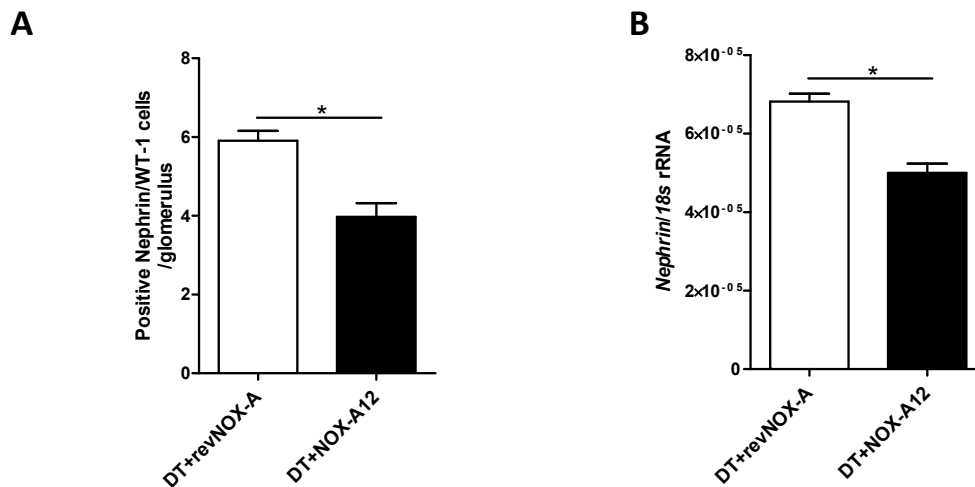 A
Positive Nephrin/WT-1 cells
/glomerulus
8
6
4
2
0
*
DT+revNOX-A
DT+NOX-A12
B
Nephrin/18s rRNA
8×10⁻⁰⁵
6×10⁻⁰⁵
4×10⁻⁰⁵
2×10⁻⁰⁵
0
*
DT+revNOX-A
DT+NOX-A12